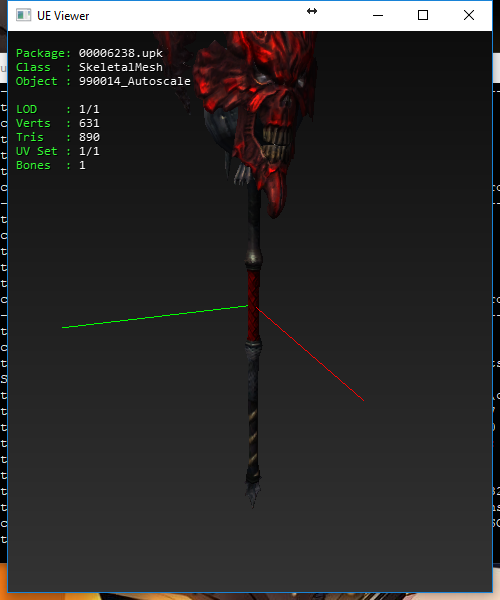 UE Viewer
Package: 00006238.upk
Class : SkeletalMesh
Object : 990014_Autoscale
LOD : 1/1
Verts : 631
Tris : 890
UV Set : 1/1
Bones : 1